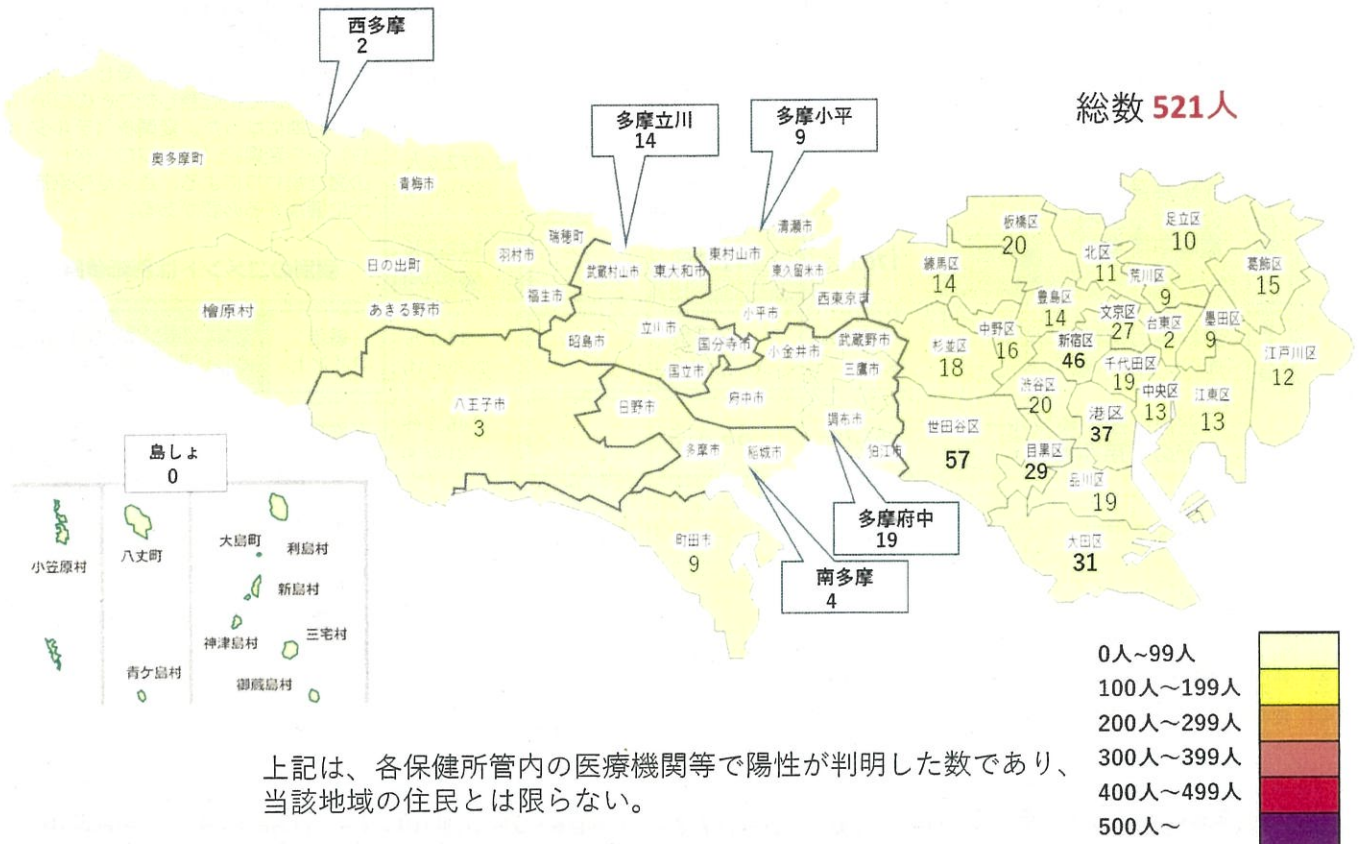 西多摩
2
総数 521人
多摩立川
14
多摩小平
9
奥多摩町
青梅市
瑞穂町
羽村市
日の出町
福生市
檜原村
あきる野市
武蔵村山市
東大和市
東村山市
清瀬市
東久留米市
西東京市
小平市
昭島市
立川市
国分寺市
国立市
小金井市
武蔵野市
三鷹市
府中市
調布市
狛江市
八王子市
3
日野市
多摩市
稲城市
町田市
9
多摩府中
19
南多摩
4
板橋区
20
足立区
10
北区
11
練馬区
14
荒川区
9
葛飾区
15
豊島区
14
文京区
27
台東区
2
墨田区
9
中野区
16
杉並区
18
新宿区
46
千代田区
19
江戸川区
12
渋谷区
20
港区
37
中央区
13
江東区
13
世田谷区
57
目黒区
29
品川区
19
大田区
31
島しょ
0
小笠原村
八丈町
青ケ島村
大島町
利島村
新島村
神津島村
三宅村
御蔵島村
0人~99人
100人～199人
200人～299人
300人～399人
400人～499人
500人～
上記は、各保健所管内の医療機関等で陽性が判明した数であり、
当該地域の住民とは限らない。